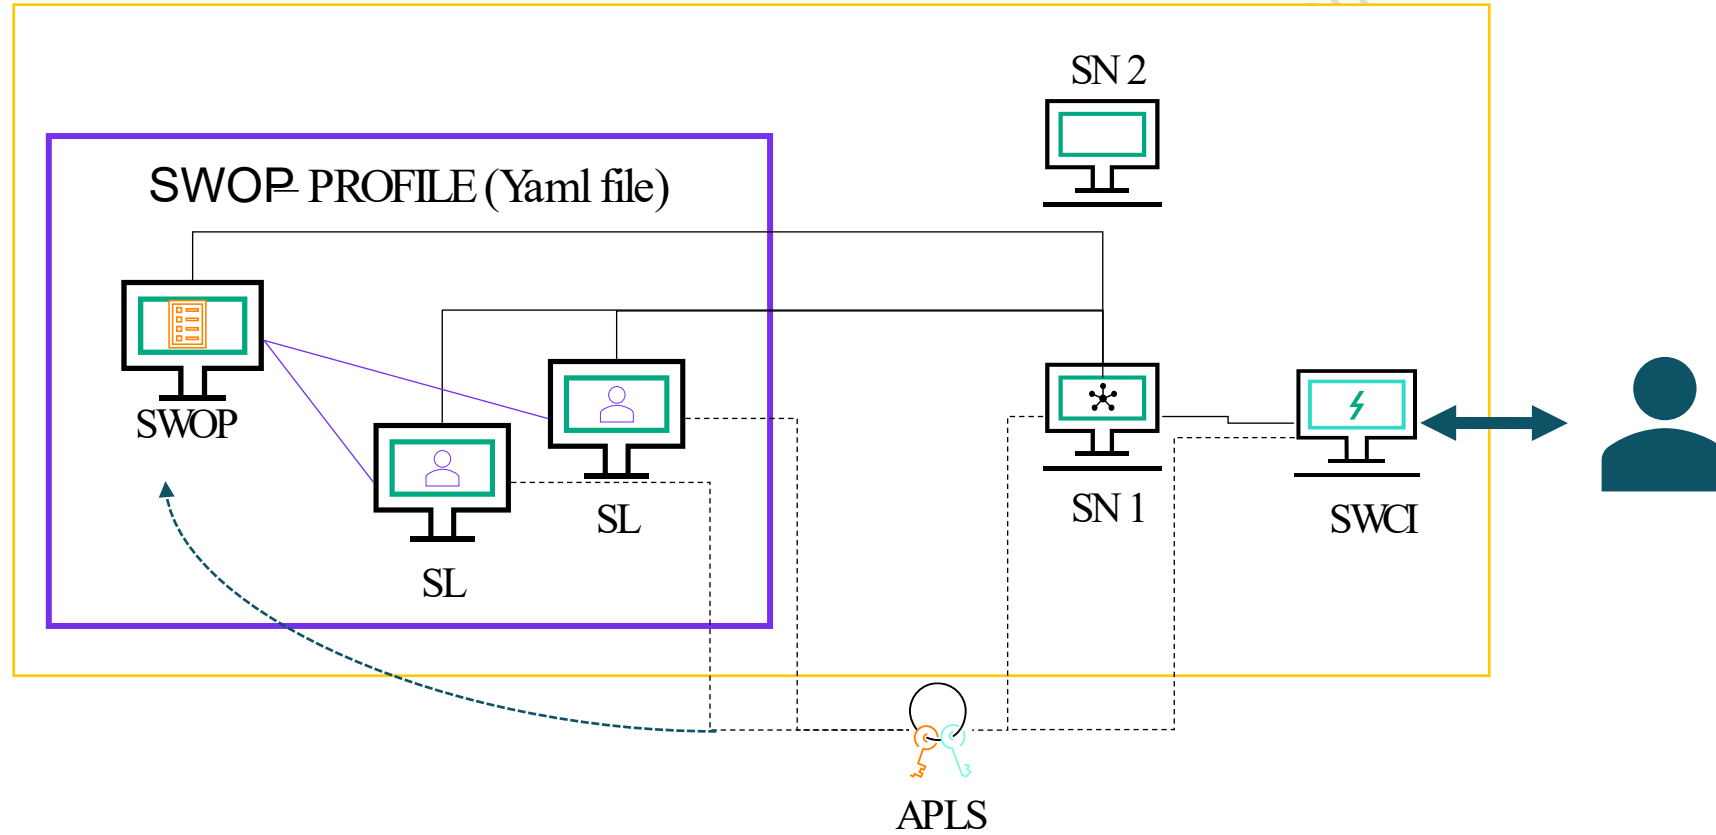 SN 2
SWOP – PROFILE (Yaml file)
SWOP
SL
SL
SN 1
SWCI
APLS